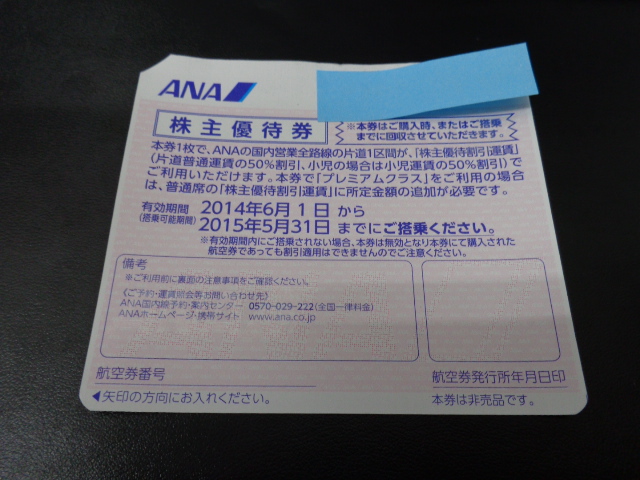 ANA
株主優待券
※本券はご購入時、またはご搭乗
までに回収させていただきます。
本券1枚で、ANAの国内営業全路線の片道1区間が、「株主優待割引運賃」
(片道普通運賃の50%割引、小児の場合は小児運賃の50%割引)で
ご利用いただけます。本券で「プレミアムクラス」をご利用の場合
は、普通席の「株主優待割引運賃」に所定金額の追加が必要です。
有効期間 2014年6月1日 から
(搭乗可能期間) 2015年5月31日 までにご搭乗ください。
※有効期間内にご搭乗されない場合、本券は無効となり本券にて購入された
航空券であっても割引適用はできませんのでご注意ください。
備考
※ご利用前に裏面の注意事項をご確認ください。
〈ご予約・運賃照会等お問い合わせ先〉
ANA国内線予約・案内センター 0570-029-222(全国一律料金)
ANAホームページ・携帯サイト www.ana.co.jp
航空券番号 航空券発行所年月日印
◀矢印の方向にお入れください。 本券は非売品です。